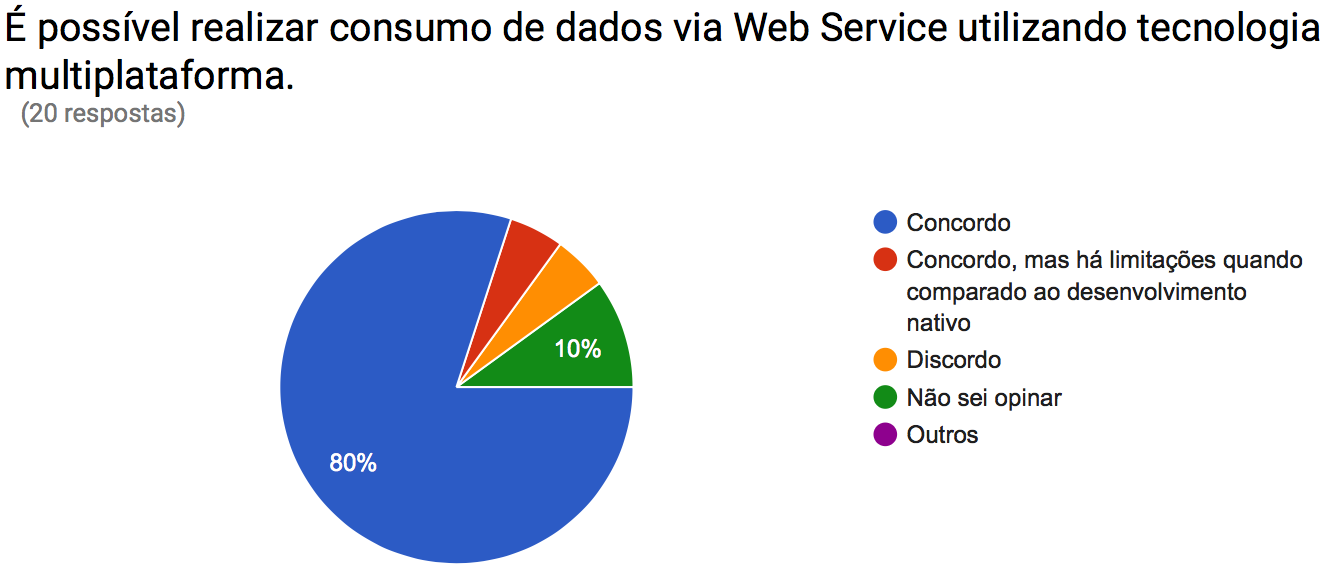 É possível realizar consumo de dados via Web Service utilizando tecnologia
multiplataforma.
(20 respostas)
Concordo
Concordo, mas há limitações quando
comparado ao desenvolvimento
nativo
Discordo
Não sei opinar
Outros
10%
80%